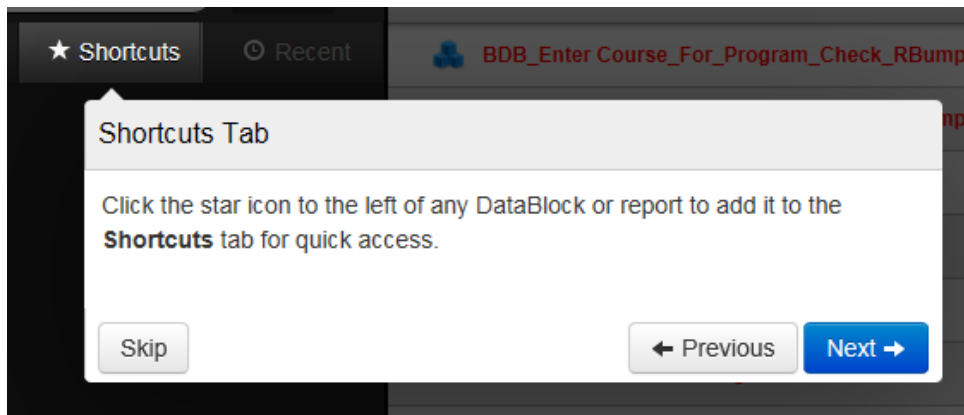 Shortcuts
Recent
BDB_Enter Course_For_Program_Check_RBump
Shortcuts Tab
Click the star icon to the left of any DataBlock or report to add it to the
Shortcuts tab for quick access.
Skip
Previous
Next